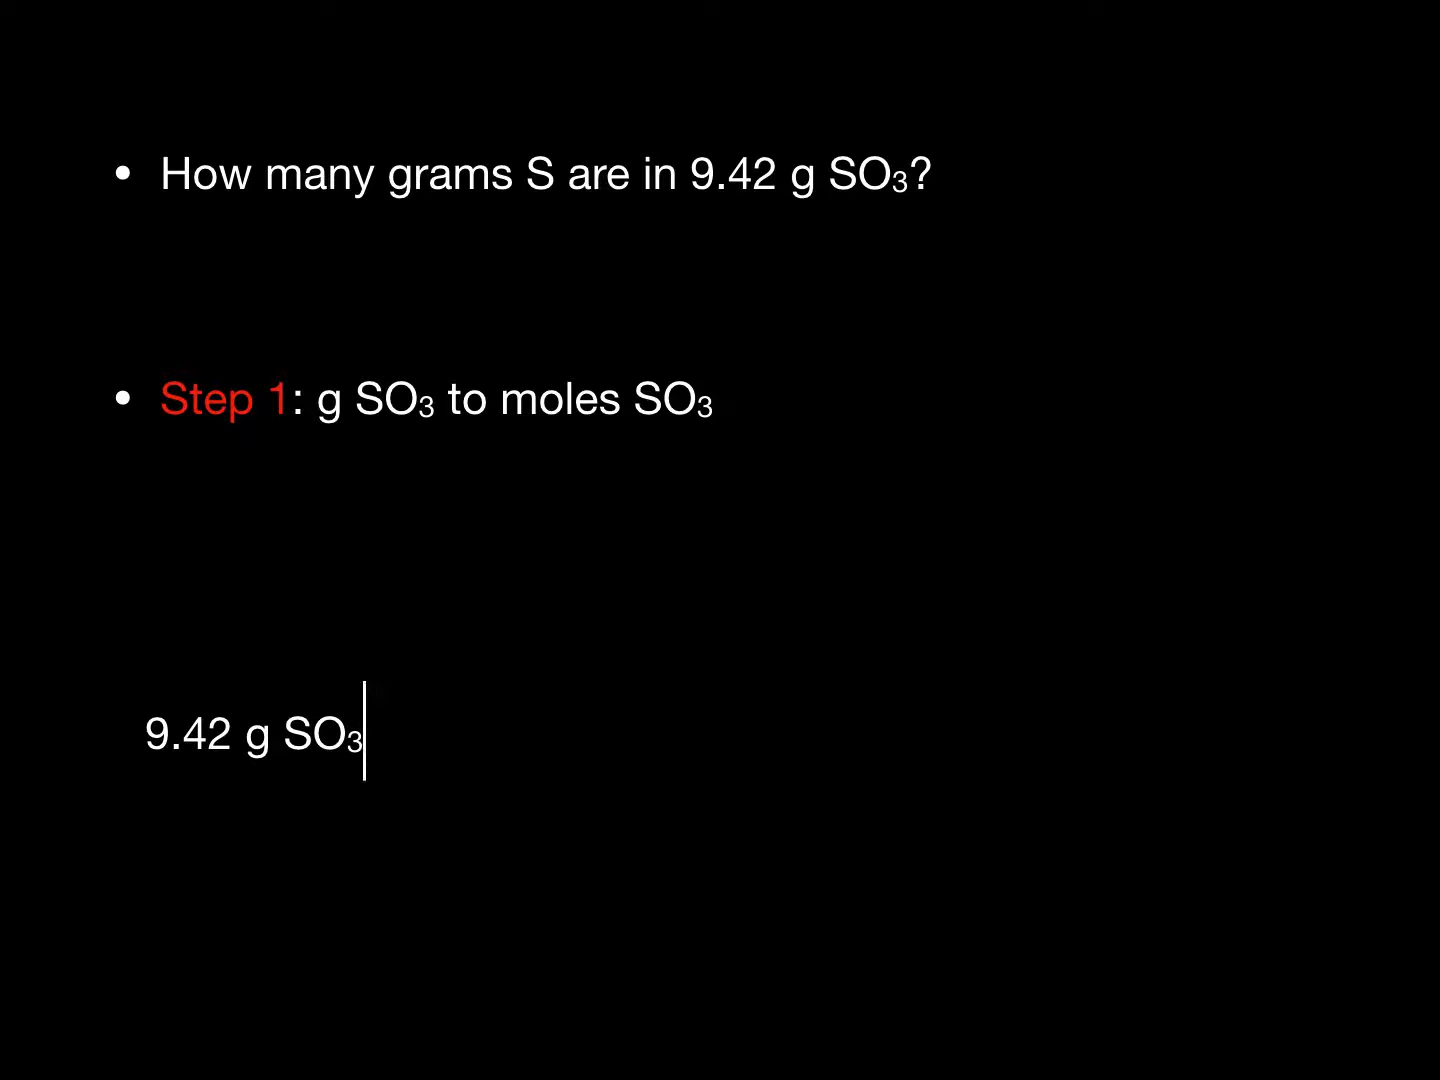 • How many grams S are in 9.42 g SO₃?
• Step 1: g SO₃ to moles SO₃
9.42 g SO₃